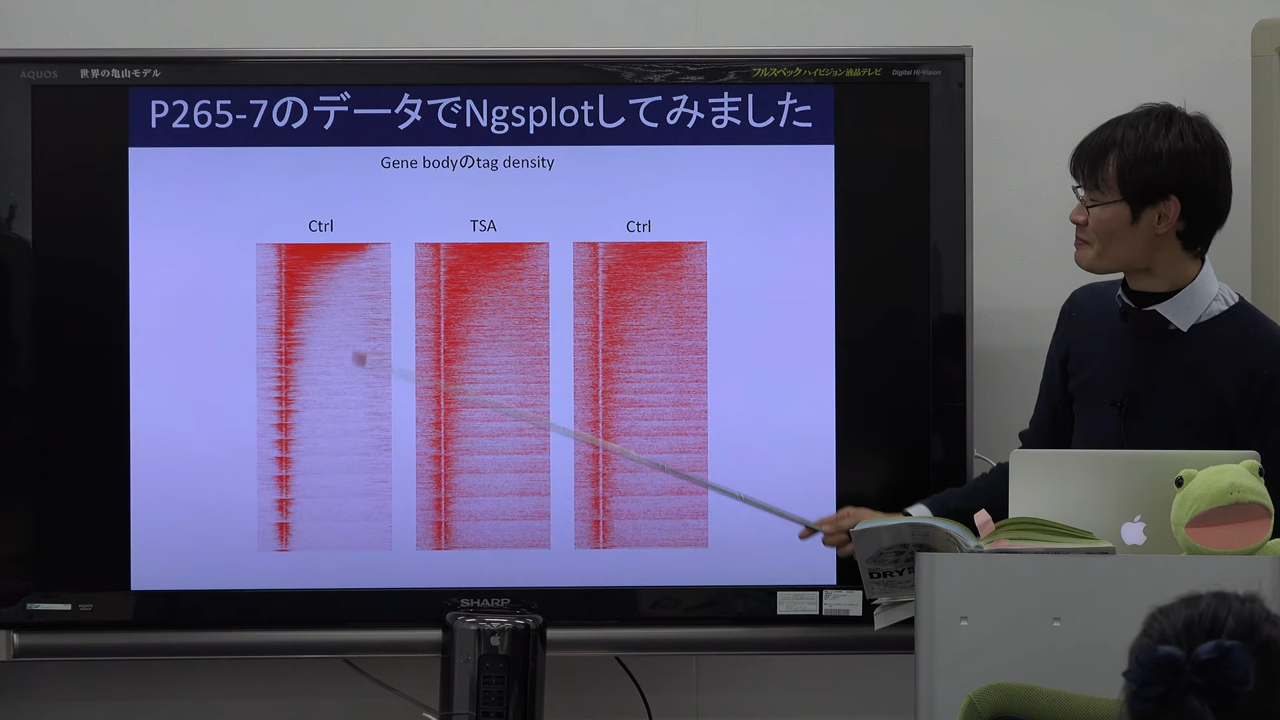 AQUOS 世界の亀山モデル
フルスペックハイビジョン液晶テレビ Digital Hi-Vision
P265-7のデータでNgsplotしてみました
Gene bodyのtag density
Ctrl TSA Ctrl
SHARP
DRY